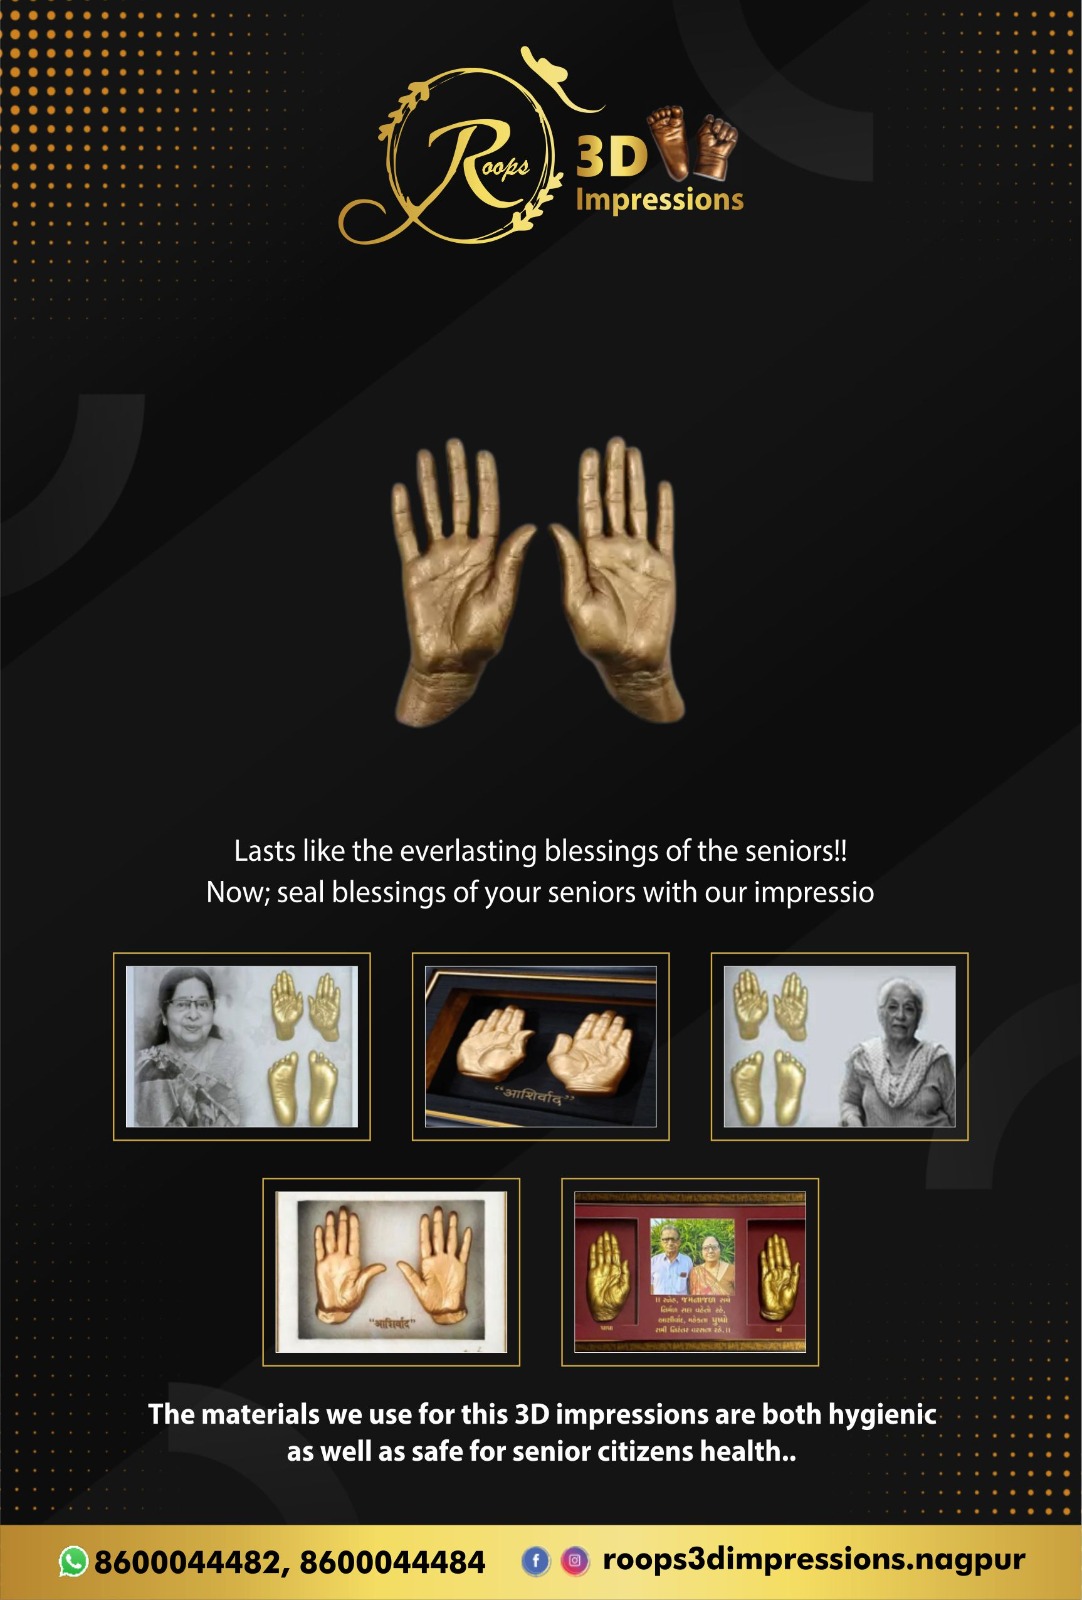 Roops
3D
Impressions
Lasts like the everlasting blessings of the seniors!!
Now; seal blessings of your seniors with our impressio
“आशिर्वाद”
“आशिर्वाद”
પપ્પા
માં
The materials we use for this 3D impressions are both hygienic
as well as safe for senior citizens health..
8600044482, 8600044484
roops3dimpressions.nagpur